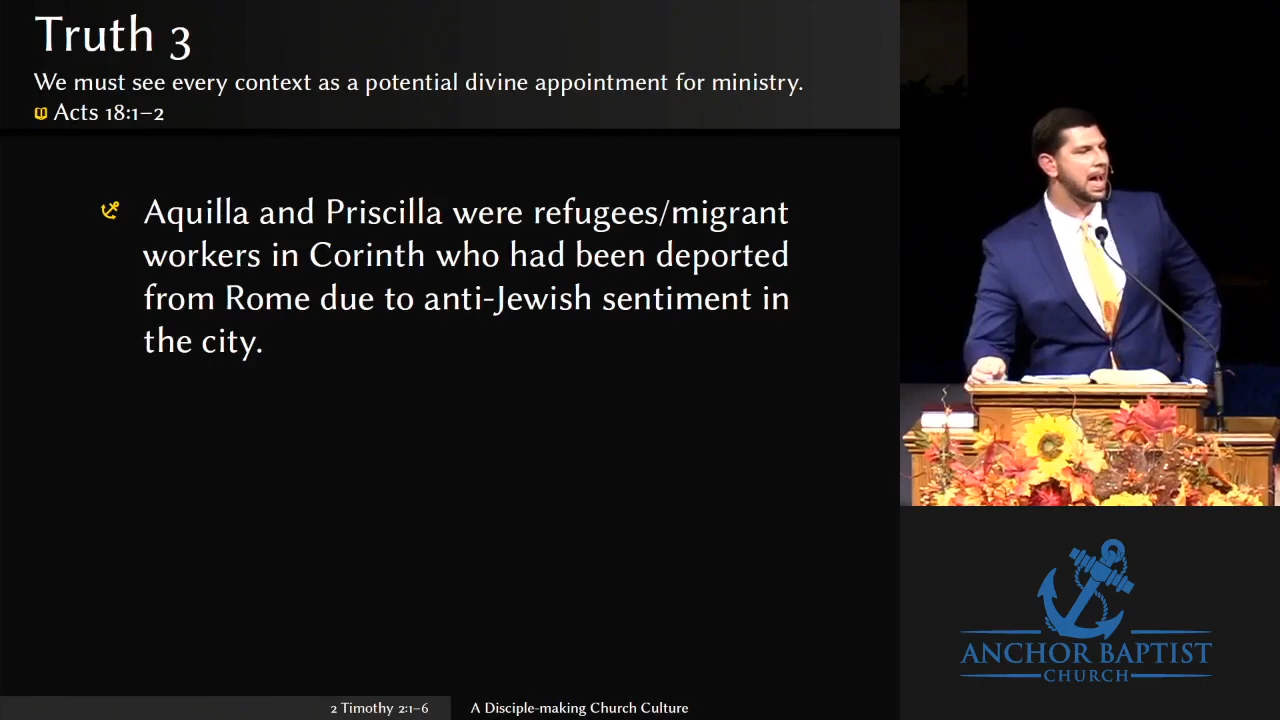 Truth 3
We must see every context as a potential divine appointment for ministry.
Acts 18:1–2
Aquilla and Priscilla were refugees/migrant
workers in Corinth who had been deported
from Rome due to anti-Jewish sentiment in
the city.
ANCHOR BAPTIST
CHURCH
2 Timothy 2:1–6
A Disciple-making Church Culture